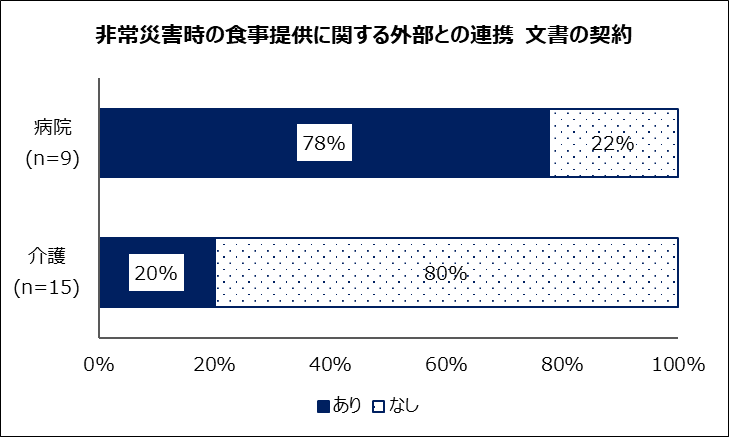 非常災害時の食事提供に関する外部との連携 文書の契約
病院
(n=9)
78%
22%
介護
(n=15)
20%
80%
0%
20%
40%
60%
80%
100%
あり
なし